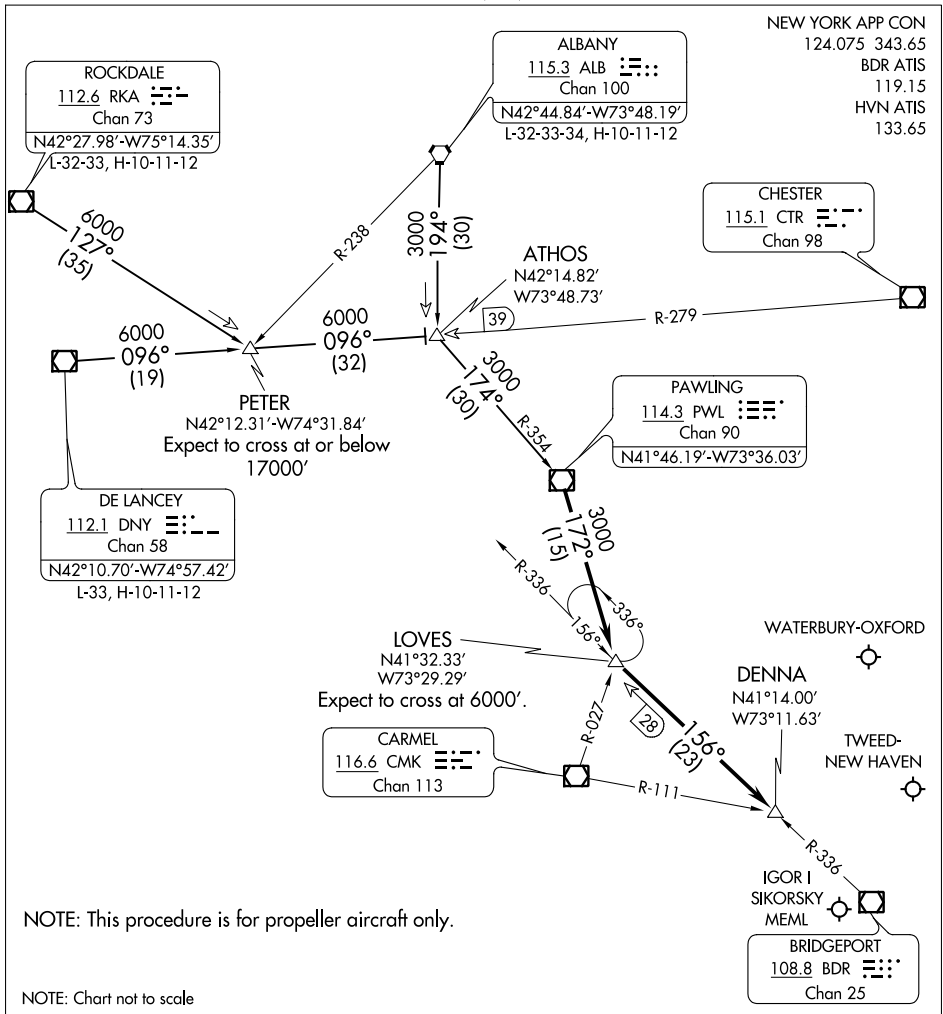 NEW YORK APP CON
124.075 343.65
BDR ATIS
119.15
HVN ATIS
133.65
ALBANY
115.3 ALB
Chan 100
N42°44.84'-W73°48.19'
L-32-33-34, H-10-11-12
ROCKDALE
112.6 RKA
Chan 73
N42°27.98'-W75°14.35'
L-32-33, H-10-11-12
CHESTER
115.1 CTR
Chan 98
6000
127°
(35)
R-238
3000
194°
(30)
ATHOS
N42°14.82'
W73°48.73'
39
R-279
6000
096°
(19)
6000
096°
(32)
PETER
N42°12.31'-W74°31.84'
Expect to cross at or below
17000'
3000
174°
(30)
R-354
PAWLING
114.3 PWL
Chan 90
N41°46.19'-W73°36.03'
DE LANCEY
112.1 DNY
Chan 58
N42°10.70'-W74°57.42'
L-33, H-10-11-12
3000
172°
(15)
R-336
156°
336°
LOVES
N41°32.33'
W73°29.29'
Expect to cross at 6000'.
WATERBURY-OXFORD
DENNA
N41°14.00'
W73°11.63'
28
156°
(23)
R-027
CARMEL
116.6 CMK
Chan 113
R-111
TWEED-
NEW HAVEN
R-336
IGOR I
SIKORSKY
MEML
BRIDGEPORT
108.8 BDR
Chan 25
NOTE: This procedure is for propeller aircraft only.
NOTE: Chart not to scale